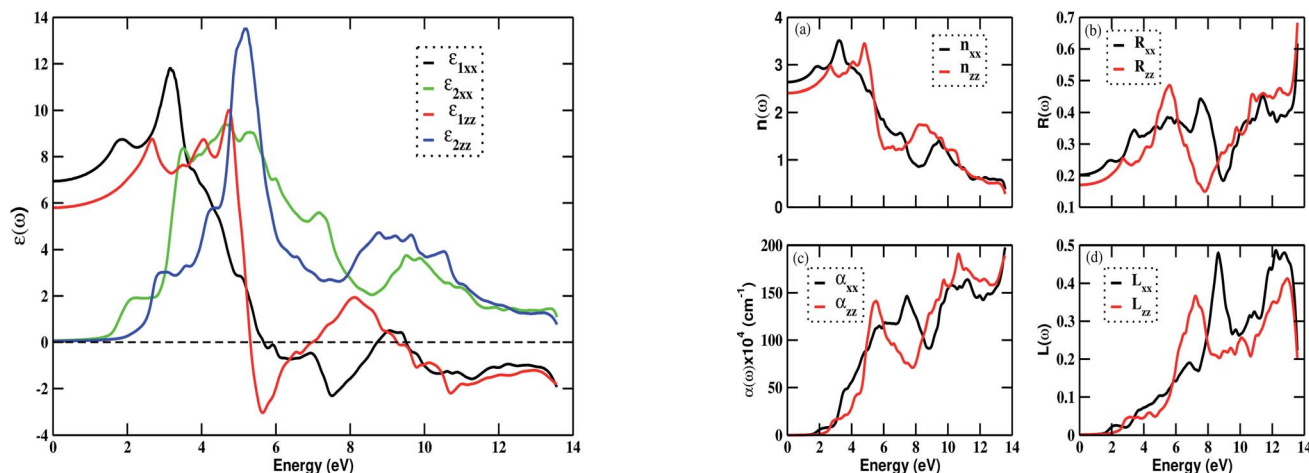 14
12
10
8
6
4
2
0
-2
-4
ε(ω)
ε1xx
ε2xx
ε1zz
ε2zz
0 2 4 6 8 10 12 14
Energy (eV)
(a)
4
3
2
1
0
n(ω)
nxx
nzz
(b)
0.7
0.6
0.5
0.4
0.3
0.2
0.1
R(ω)
Rxx
Rzz
(c)
200
150
100
50
0
α(ω)x10⁻⁴ (cm⁻¹)
αxx
αzz
0 2 4 6 8 10 12 14
Energy (eV)
(d)
0.5
0.4
0.3
0.2
0.1
0
L(ω)
Lxx
Lzz
0 2 4 6 8 10 12 14
Energy (eV)